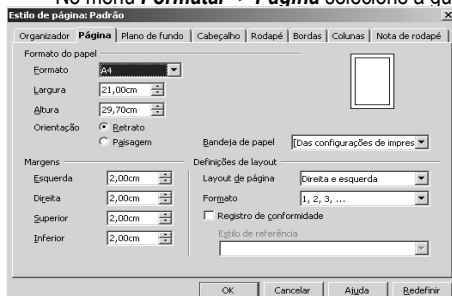 No menu Formatar -> Página selecione a
Estilo de página: Padrão
Organizador Página Plano de fundo Cabeçalho Rodapé Bordas Colunas Nota de rodapé
Formato do papel
Formato A4
Largura 21,00cm
Altura 29,70cm
Orientação Retrato
Paisagem Bandeja de papel [Das configurações de impres
Margens Definições de layout
Esquerda 2,00cm Layout de página Direita e esquerda
Direita 2,00cm Formato 1, 2, 3, ...
Superior 2,00cm Registro de conformidade
Inferior 2,00cm Estilo de referência
OK Cancelar Ajuda Redefinir